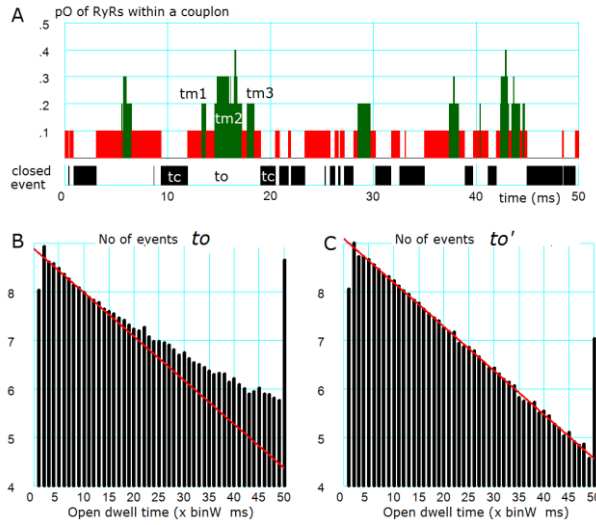 A
pO of RyRs within a couplon
.5
.4
.3
.2
.1
tm1
tm3
tm2
closed
event
tc
to
tc
0
10
20
30
40
50
time (ms)
B
No of events to
8
7
6
5
4
0 5 10 15 20 25 30 35 40 45 50
Open dwell time (x binW ms)
C
No of events to'
8
7
6
5
4
0 5 10 15 20 25 30 35 40 45 50
Open dwell time (x binW ms)